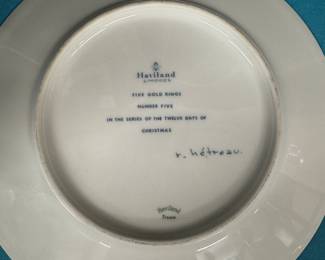 Haviland
LIMOGES
FIVE GOLD RINGS
NUMBER FIVE
IN THE SERIES OF THE TWELVE DAYS OF
CHRISTMAS
r. hétreau.
Haviland
France